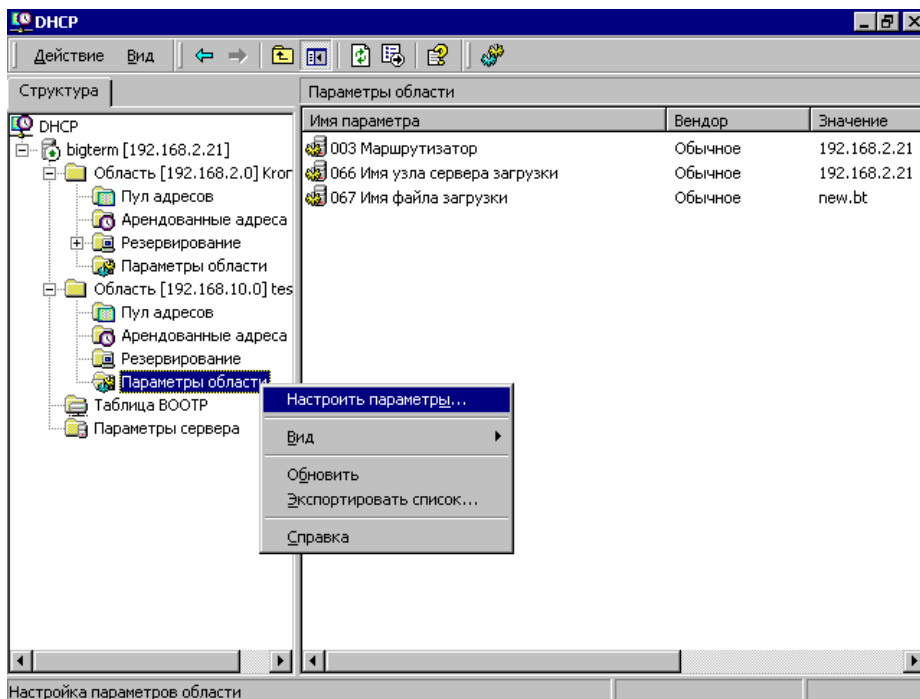 DHCP
Действие Вид
Структура
Параметры области
DHCP
bigterm [192.168.2.21]
Область [192.168.2.0] Kror
Пул адресов
Арендованные адреса
Резервирование
Параметры области
Область [192.168.10.0] tes
Пул адресов
Арендованные адреса
Резервирование
Параметры области
Таблица BOOTP
Параметры сервера
Имя параметра Вендор Значение
003 Маршрутизатор Обычное 192.168.2.21
066 Имя узла сервера загрузки Обычное 192.168.2.21
067 Имя файла загрузки Обычное new.bt
Настроить параметры...
Вид
Обновить
Экспортировать список...
Справка
Настройка параметров области